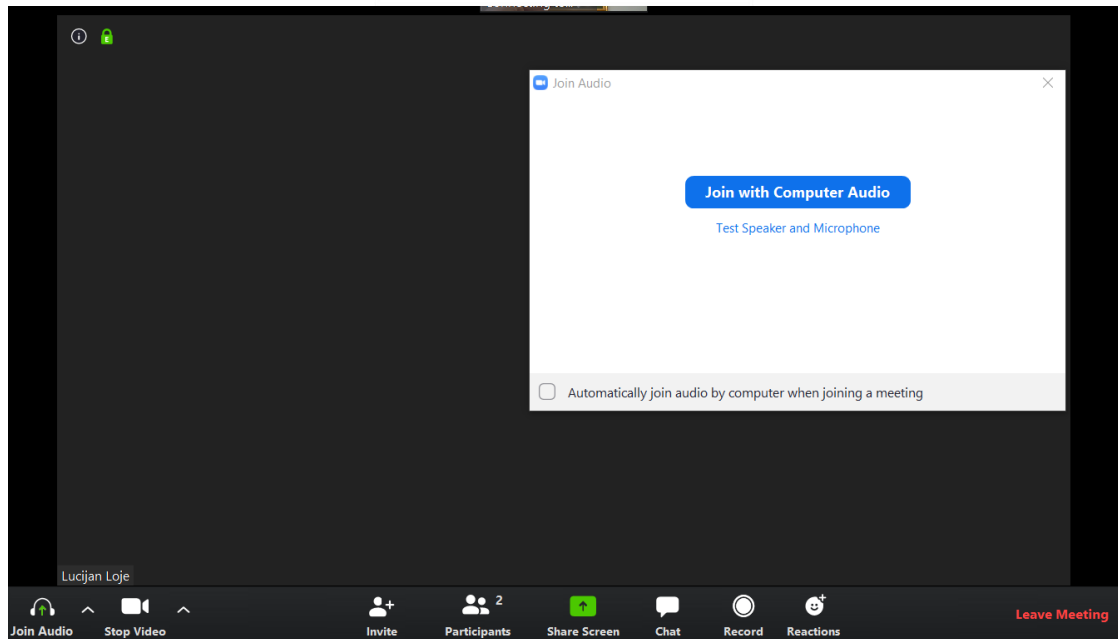 Join Audio
Join with Computer Audio
Test Speaker and Microphone
Automatically join audio by computer when joining a meeting
Lucijan Loje
2
Join Audio
Stop Video
Invite
Participants
Share Screen
Chat
Record
Reactions
Leave Meeting